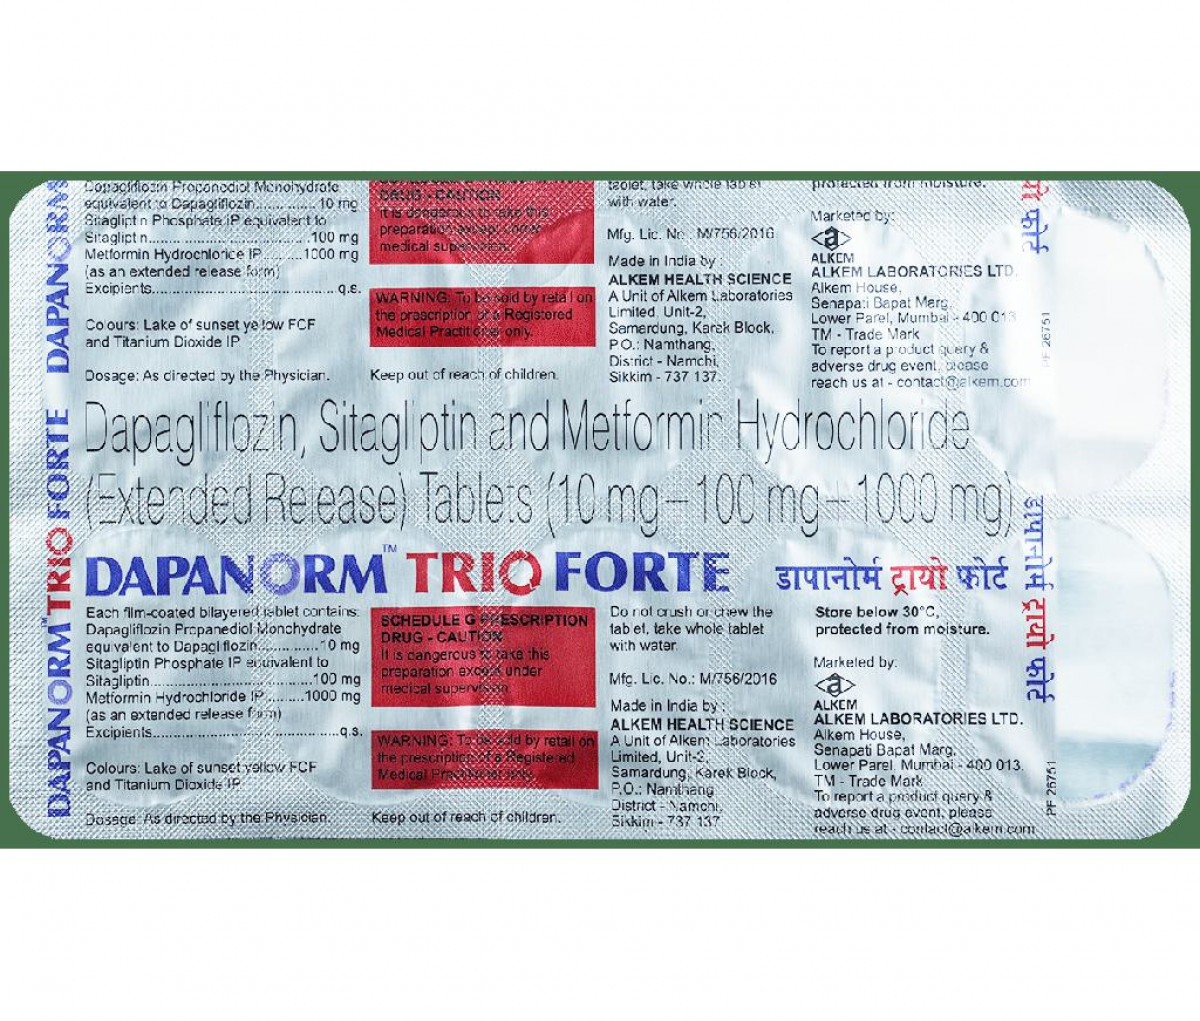 DAPANORM™ TRIO FORTE DAPANORM
Dapagliflozin Propanediol Monohydrate
equivalent to Dapagliflozin...............10 mg
Sitagliptin Phosphate IP equivalent to
Sitagliptin.......................................100 mg
Metformin Hydrochloride IP.........1000 mg
(as an extended release form)
Excipients............................................q.s.
Colours: Lake of sunset yellow FCF
and Titanium Dioxide IP
Dosage: As directed by the Physician.
DRUG - CAUTION
It is dangerous to take this
preparation except under
medical supervision.
WARNING: To be sold by retail on
the prescription of a Registered
Medical Practitioner only.
Keep out of reach of children.
tablet, take whole tablet
with water.
Mfg. Lic. No.: M/756/2016
Made in India by :
ALKEM HEALTH SCIENCE
A Unit of Alkem Laboratories
Limited, Unit-2,
Samardung, Karek Block,
P.O.: Namthang,
District - Namchi,
Sikkim - 737 137.
protected from moisture.
Marketed by:
ALKEM
ALKEM LABORATORIES LTD.
Alkem House,
Senapati Bapat Marg,
Lower Parel, Mumbai - 400 013.
TM - Trade Mark
To report a product query &
adverse drug event, please
reach us at - contact@alkem.com
PF 26751
ट्रायो फोर्ट
Dapagliflozin, Sitagliptin and Metformin Hydrochloride
(Extended Release) Tablets (10 mg+100 mg+1000 mg)
DAPANORM™ TRIO FORTE डापानोर्म ट्रायो फोर्ट
Each film-coated bilayered tablet contains:
Dapagliflozin Propanediol Monohydrate
equivalent to Dapagliflozin...............10 mg
Sitagliptin Phosphate IP equivalent to
Sitagliptin.......................................100 mg
Metformin Hydrochloride IP.........1000 mg
(as an extended release form)
Excipients............................................q.s.
Colours: Lake of sunset yellow FCF
and Titanium Dioxide IP
Dosage: As directed by the Physician.
SCHEDULE G PRESCRIPTION
DRUG - CAUTION
It is dangerous to take this
preparation except under
medical supervision.
WARNING: To be sold by retail on
the prescription of a Registered
Medical Practitioner only.
Keep out of reach of children.
Do not crush or chew the
tablet, take whole tablet
with water.
Mfg. Lic. No.: M/756/2016
Made in India by :
ALKEM HEALTH SCIENCE
A Unit of Alkem Laboratories
Limited, Unit-2,
Samardung, Karek Block,
P.O.: Namthang
District - Namchi,
Sikkim - 737 137.
Store below 30°C,
protected from moisture.
Marketed by:
ALKEM
ALKEM LABORATORIES LTD.
Alkem House,
Senapati Bapat Marg,
Lower Parel, Mumbai - 400 013.
TM - Trade Mark
To report a product query &
adverse drug event, please
reach us at - contact@alkem.com
PF 26751
डापानोर्म ट्रायो फोर्ट